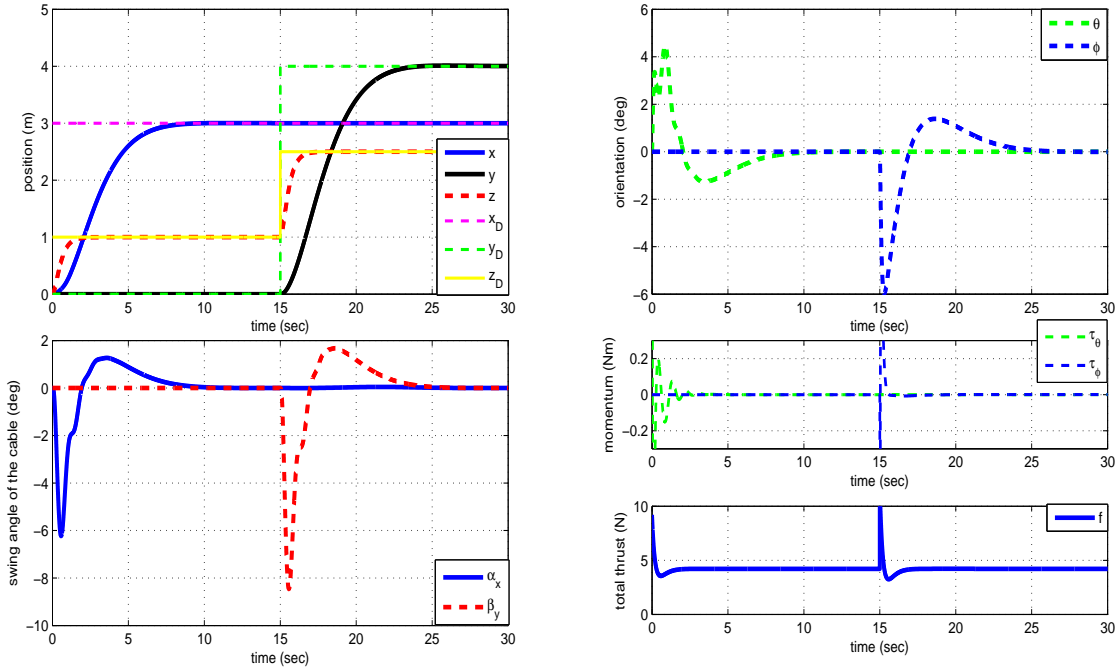 position (m)
4
5
3
2
1
0
0 5 10 15 20 25 30
time (sec)
x
y
z
x_D
y_D
z_D
orientation (deg)
6
4
2
0
−2
−4
−6
0 5 10 15 20 25 30
time (sec)
θ
ϕ
swing angle of the cable (deg)
2
0
−2
−4
−6
−8
−10
0 5 10 15 20 25 30
time (sec)
α_x
β_y
momentum (Nm)
0.2
0
−0.2
0 5 10 15 20 25 30
time (sec)
τ_θ
τ_ϕ
total thrust (N)
10
5
0
0 5 10 15 20 25 30
time (sec)
f